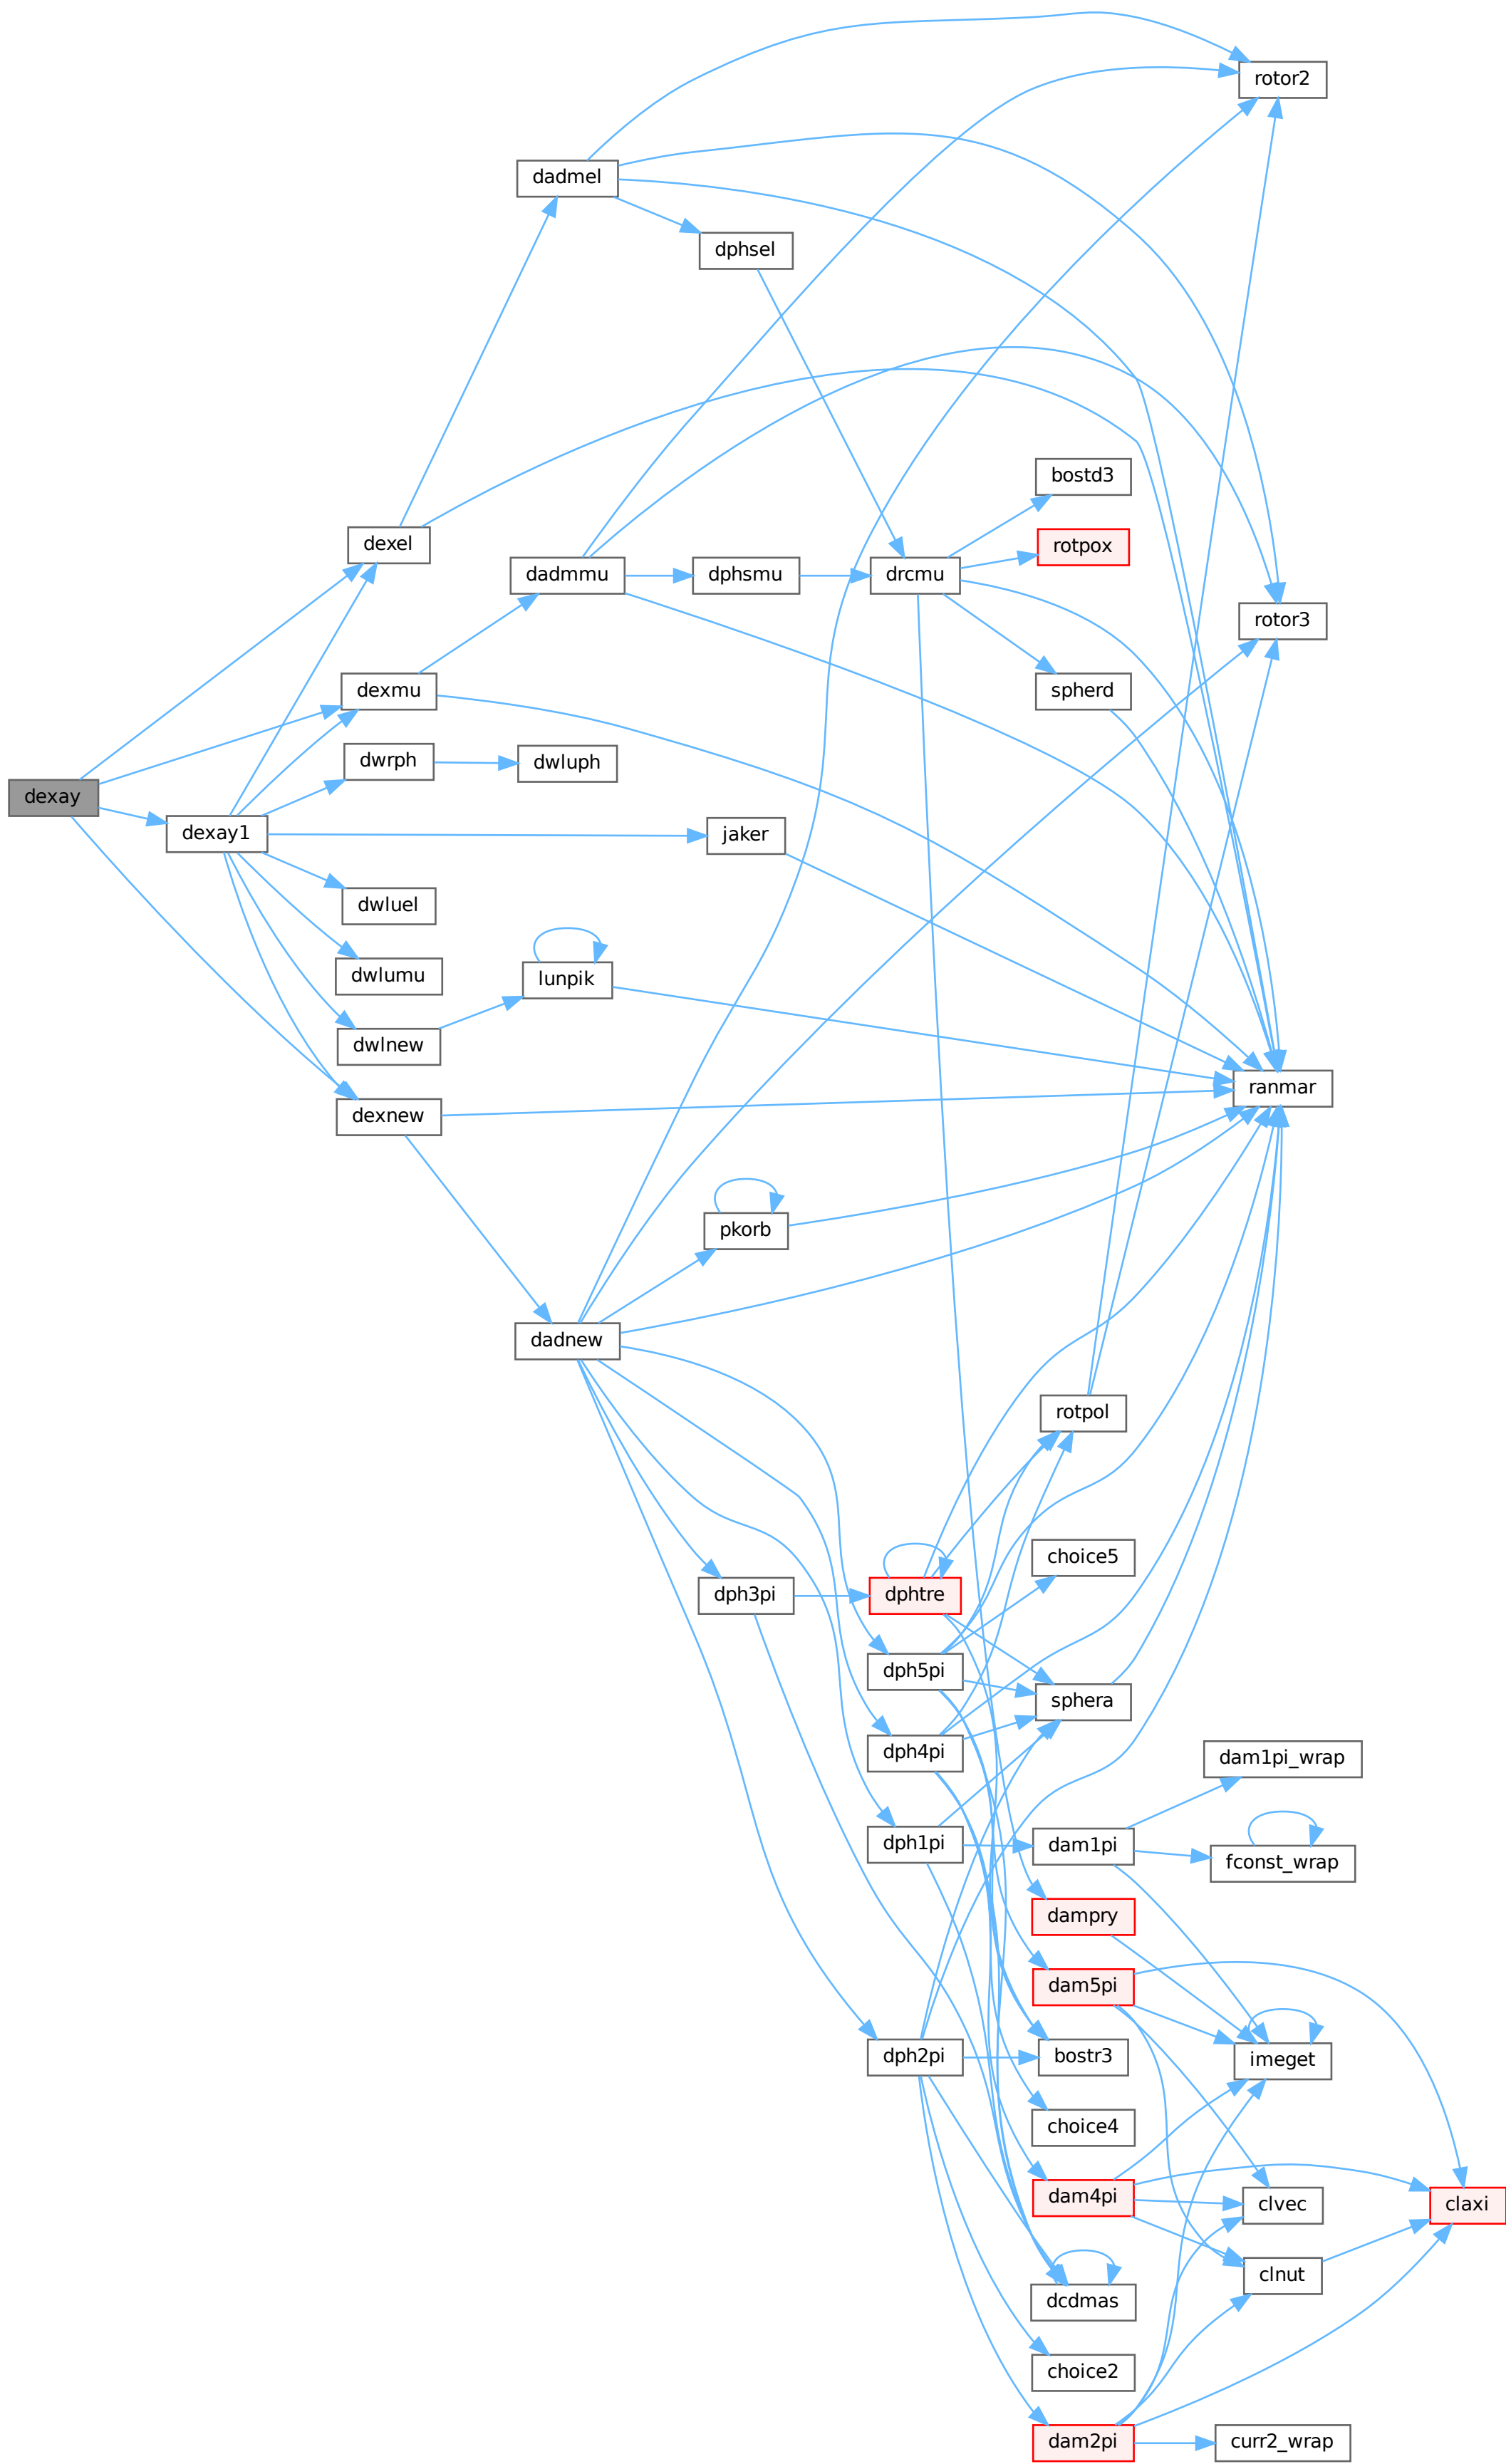 rotor2
dadmel
dphsel
bostd3
dexel
rotpox
dadmmu
dphsmu
drcmu
rotor3
dexmu
spherd
dwrph
dwluph
dexay
dexay1
jaker
dwluel
dwlumu
lunpik
dwlnew
ranmar
dexnew
pkorb
dadnew
rotpol
choice5
dph3pi
dphtre
dph5pi
sphera
dph4pi
dam1pi_wrap
dph1pi
dam1pi
fconst_wrap
dampry
dam5pi
dph2pi
bostr3
imeget
choice4
dam4pi
clvec
claxi
clnut
dcdmas
choice2
dam2pi
curr2_wrap